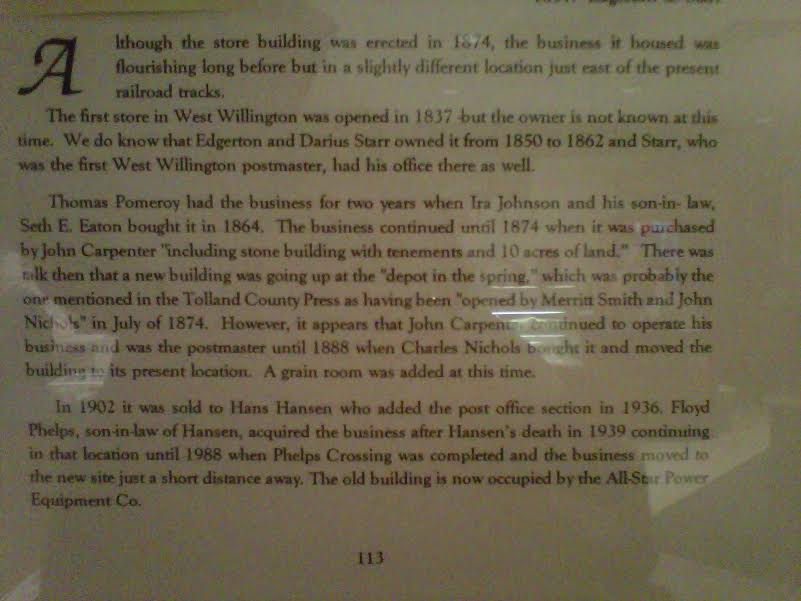 Although the store building was erected in 1874, the business it housed was
flourishing long before but in a slightly different location just east of the present
railroad tracks.
The first store in West Willington was opened in 1837 but the owner is not known at this
time. We do know that Edgerton and Darius Starr owned it from 1850 to 1862 and Starr, who
was the first West Willington postmaster, had his office there as well.
Thomas Pomeroy had the business for two years when Ira Johnson and his son-in- law,
Seth E. Eaton bought it in 1864. The business continued until 1874 when it was purchased
by John Carpenter "including stone building with tenements and 10 acres of land." There was
talk then that a new building was going up at the "depot in the spring," which was probably the
one mentioned in the Tolland County Press as having been "opened by Merritt Smith and John
Nichols" in July of 1874. However, it appears that John Carpenter continued to operate his
business and was the postmaster until 1888 when Charles Nichols bought it and moved the
building to its present location. A grain room was added at this time.
In 1902 it was sold to Hans Hansen who added the post office section in 1936. Floyd
Phelps, son-in-law of Hansen, acquired the business after Hansen's death in 1939 continuing
in that location until 1988 when Phelps Crossing was completed and the business moved to
the new site just a short distance away. The old building is now occupied by the All-Star Power
Equipment Co.
113